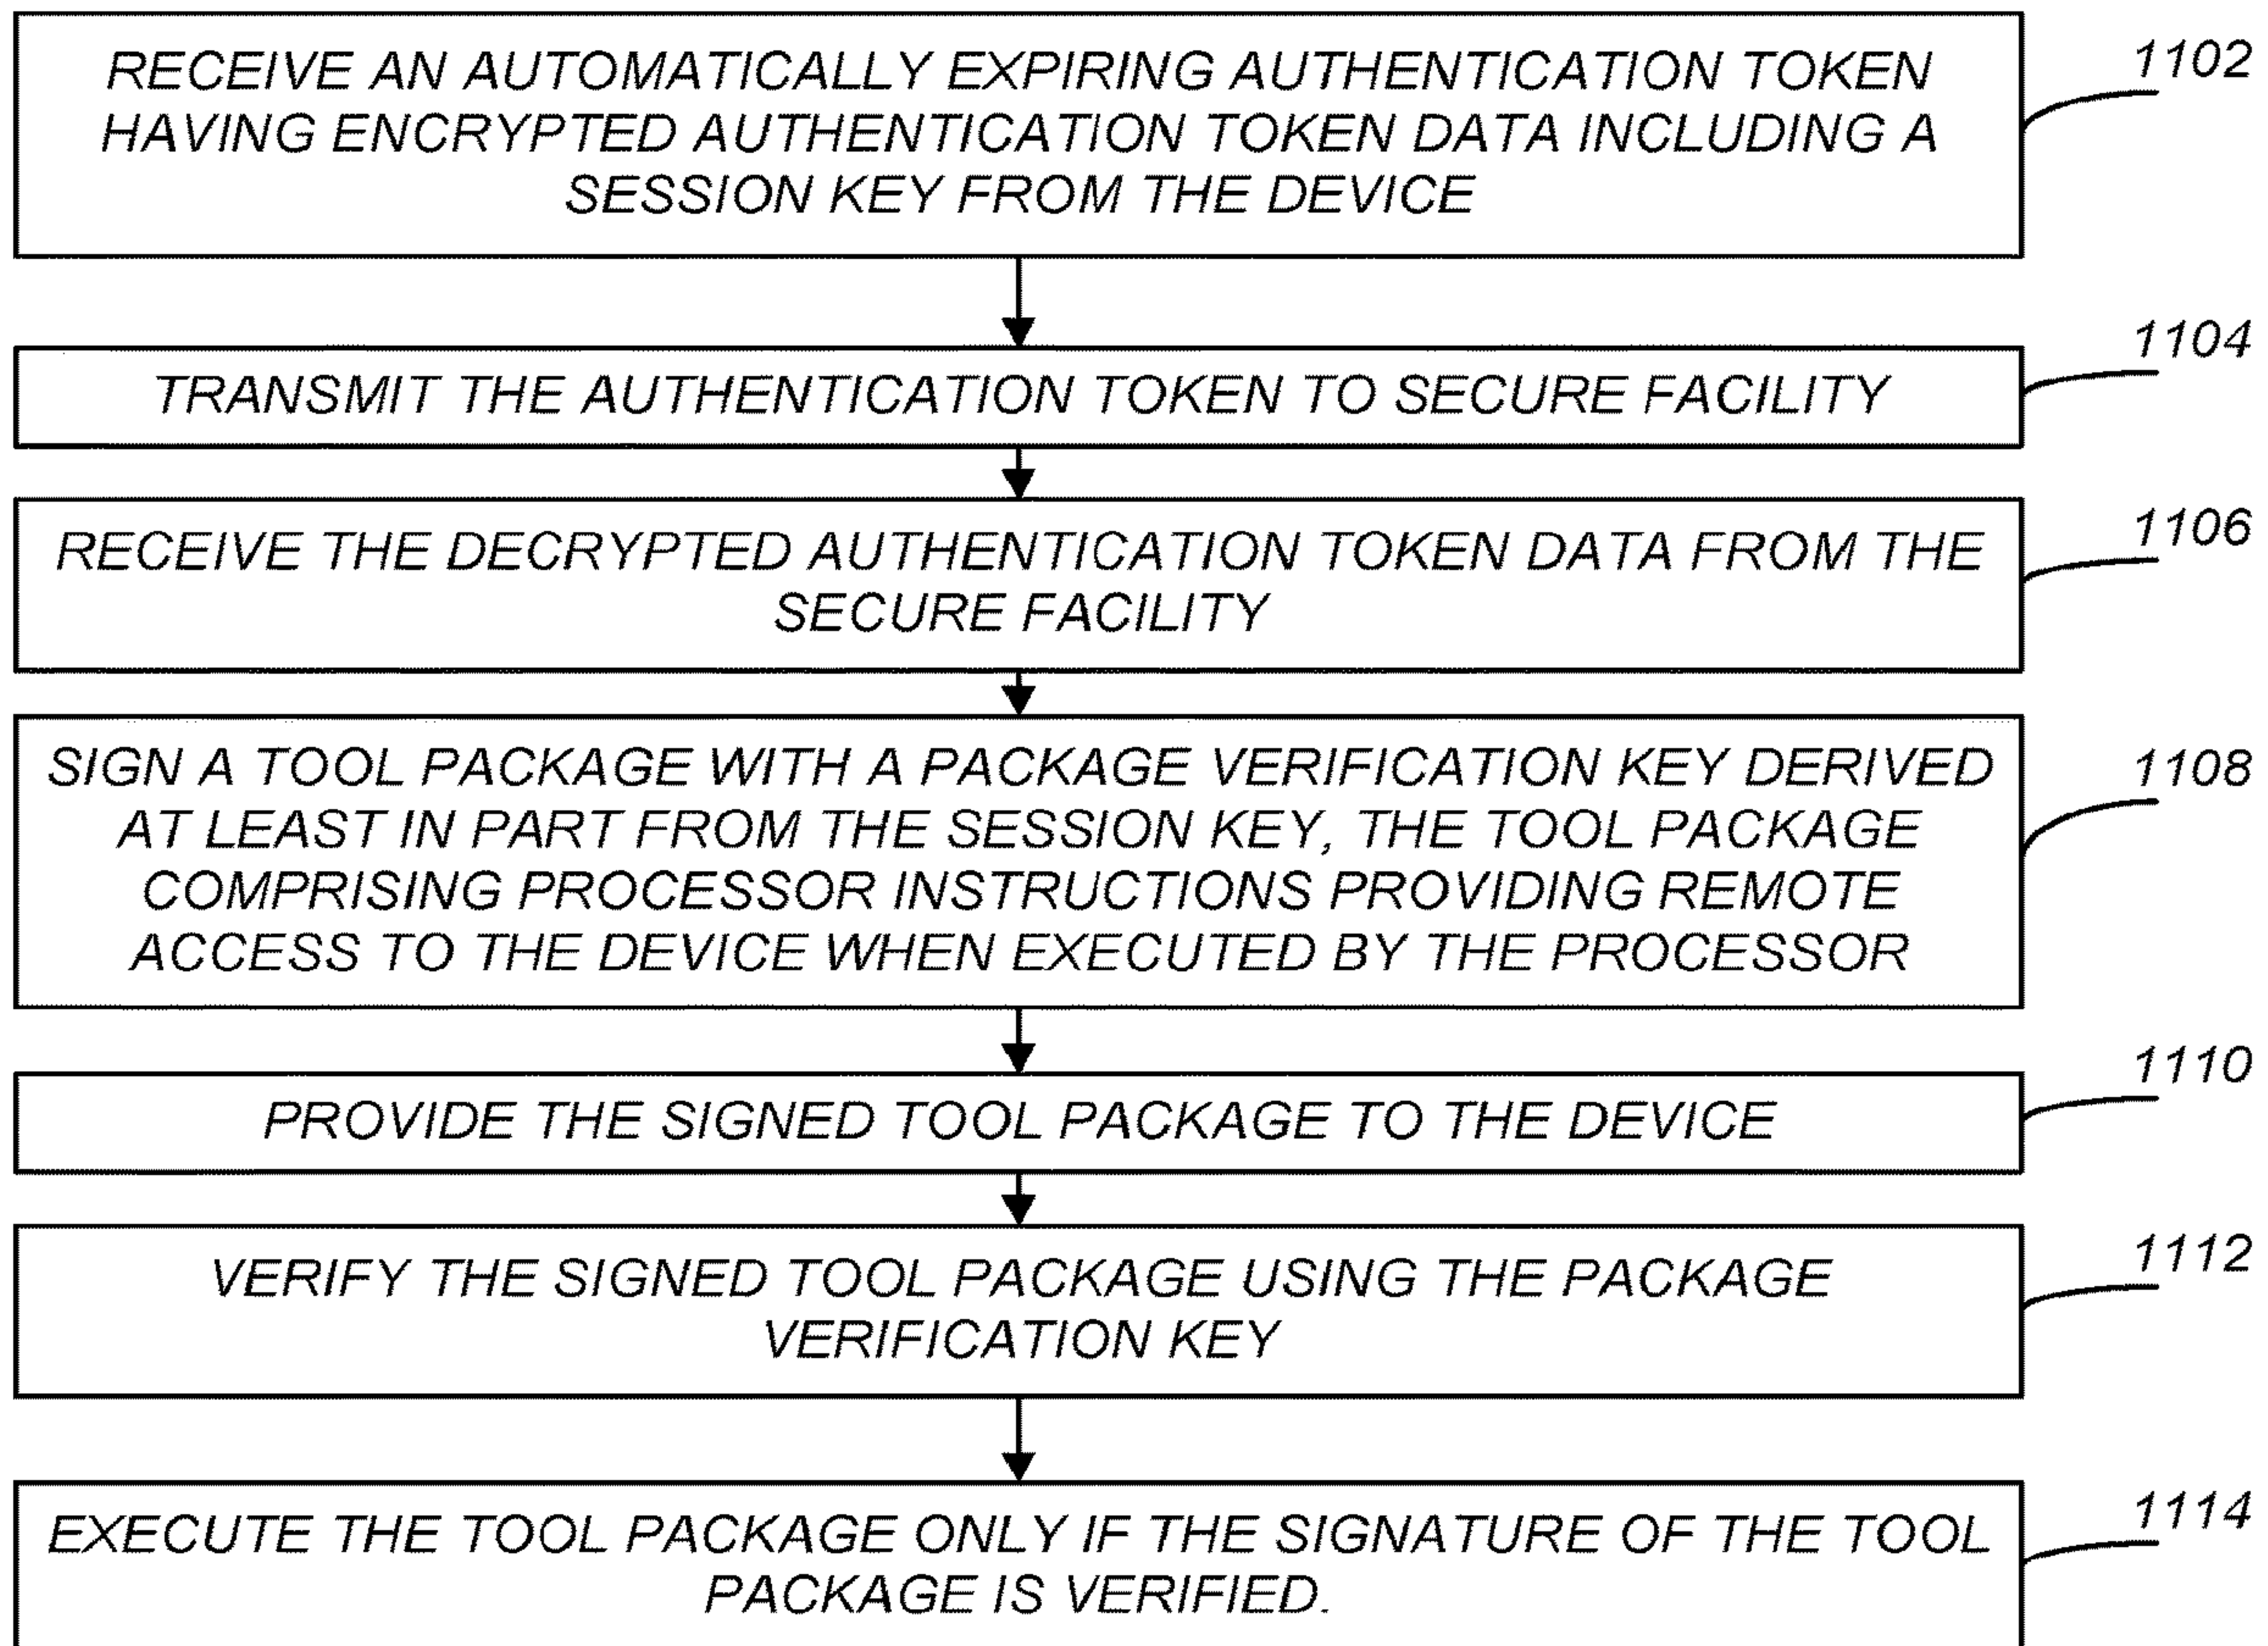 RECEIVE AN AUTOMATICALLY EXPIRING AUTHENTICATION TOKEN
HAVING ENCRYPTED AUTHENTICATION TOKEN DATA INCLUDING A
SESSION KEY FROM THE DEVICE
1102
TRANSMIT THE AUTHENTICATION TOKEN TO SECURE FACILITY
1104
RECEIVE THE DECRYPTED AUTHENTICATION TOKEN DATA FROM THE
SECURE FACILITY
1106
SIGN A TOOL PACKAGE WITH A PACKAGE VERIFICATION KEY DERIVED
AT LEAST IN PART FROM THE SESSION KEY, THE TOOL PACKAGE
COMPRISING PROCESSOR INSTRUCTIONS PROVIDING REMOTE
ACCESS TO THE DEVICE WHEN EXECUTED BY THE PROCESSOR
1108
PROVIDE THE SIGNED TOOL PACKAGE TO THE DEVICE
1110
VERIFY THE SIGNED TOOL PACKAGE USING THE PACKAGE
VERIFICATION KEY
1112
EXECUTE THE TOOL PACKAGE ONLY IF THE SIGNATURE OF THE TOOL
PACKAGE IS VERIFIED.
1114